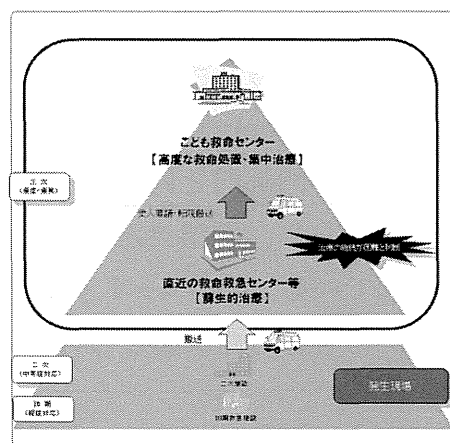 こども救命センター
【高度な救命処置・集中治療】
三次
(重症・重篤)
受入要請・転院搬送
直近の救命救急センター等
【蘇生的治療】
搬送
二次
(中等症対応)
初期
(軽症対応)
二次施設
初期救急施設
発生現場